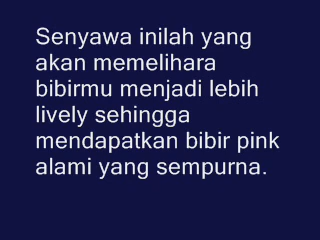 Senyawa inilah yang
akan memelihara
bibirmu menjadi lebih
lively sehingga
mendapatkan bibir pink
alami yang sempurna.